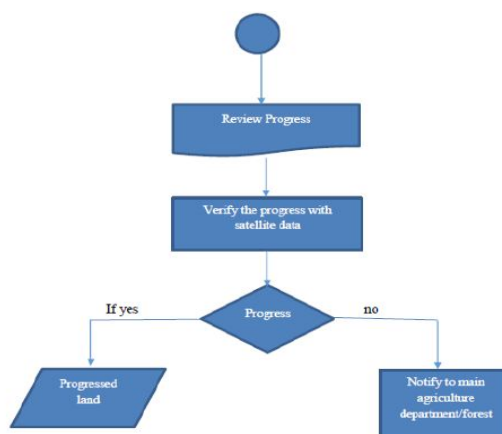 Review Progress
Verify the progress with
satellite data
If yes
Progress
no
Progressed
land
Notify to main
agriculture
department/forest